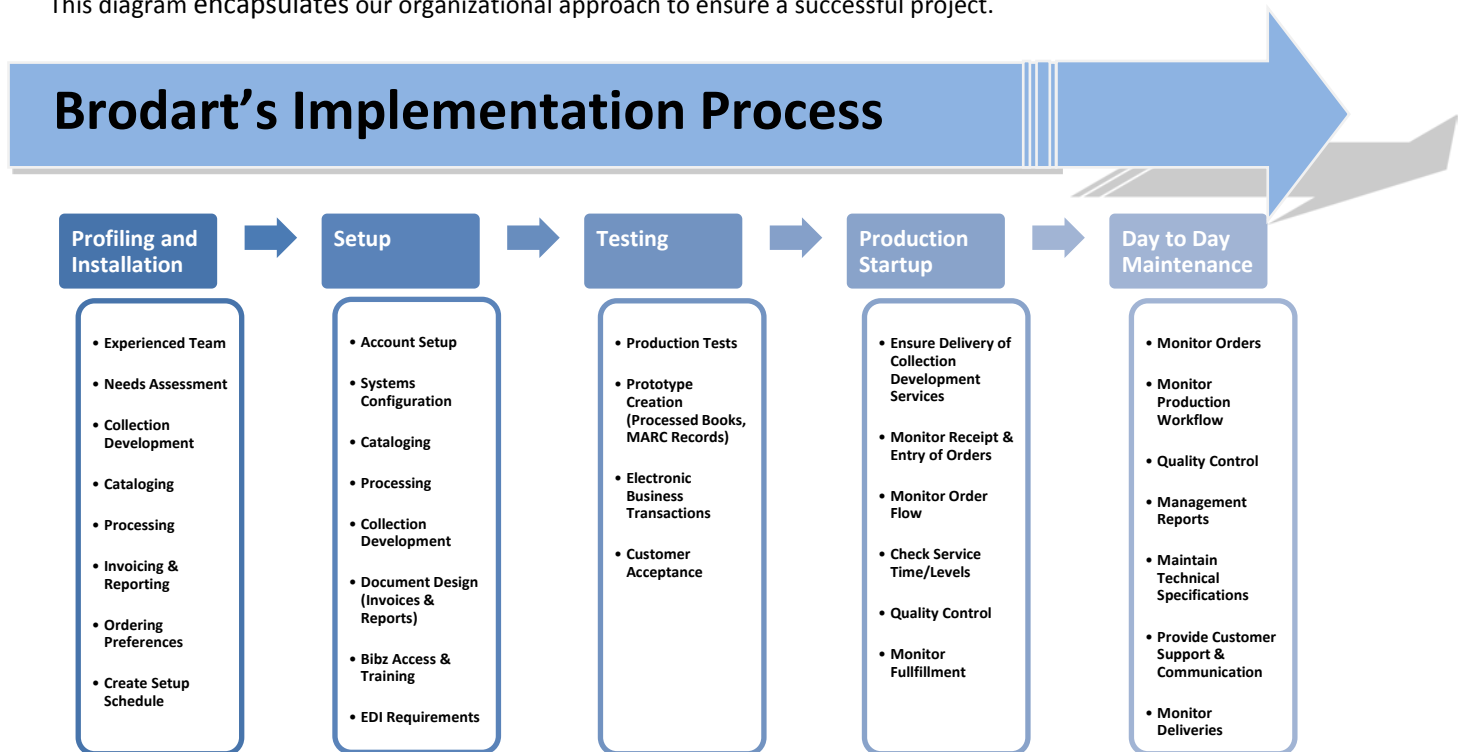 This diagram encapsulates our organizational approach to ensure a successful project.
Brodart’s Implementation Process
Profiling and
Installation
• Experienced Team
• Needs Assessment
• Collection
Development
• Cataloging
• Processing
• Invoicing &
Reporting
• Ordering
Preferences
• Create Setup
Schedule
Setup
• Account Setup
• Systems
Configuration
• Cataloging
• Processing
• Collection
Development
• Document Design
(Invoices &
Reports)
• Bibz Access &
Training
• EDI Requirements
Testing
• Production Tests
• Prototype
Creation
(Processed Books,
MARC Records)
• Electronic
Business
Transactions
• Customer
Acceptance
Production
Startup
• Ensure Delivery of
Collection
Development
Services
• Monitor Receipt &
Entry of Orders
• Monitor Order
Flow
• Check Service
Time/Levels
• Quality Control
• Monitor
Fullfillment
Day to Day
Maintenance
• Monitor Orders
• Monitor
Production
Workflow
• Quality Control
• Management
Reports
• Maintain
Technical
Specifications
• Provide Customer
Support &
Communication
• Monitor
Deliveries